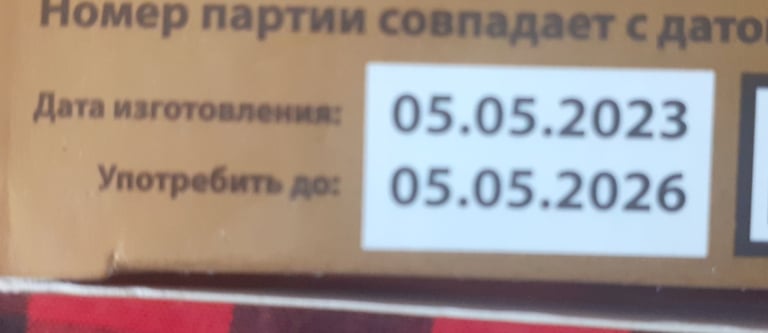 Номер партии совпадает с дато
Дата изготовления: 05.05.2023
Употребить до: 05.05.2026